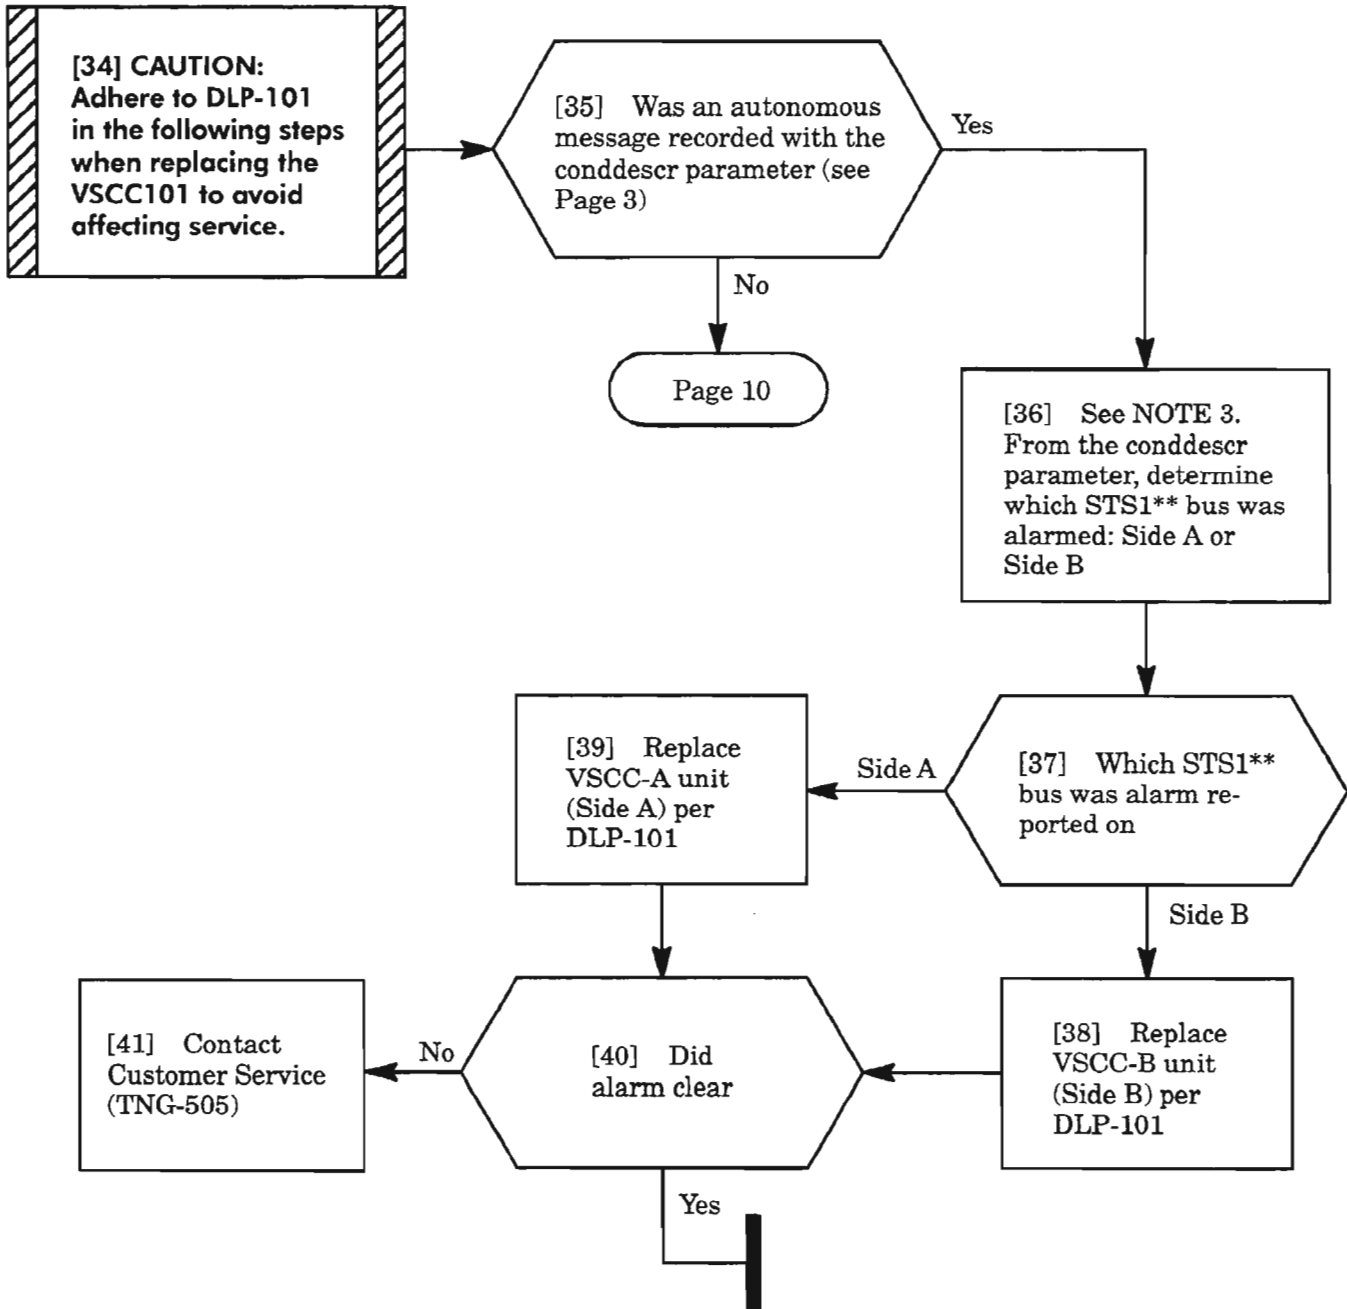 [34] CAUTION:
Adhere to DLP-101
in the following steps
when replacing the
VSCC101 to avoid
affecting service.
[35] Was an autonomous
message recorded with the
conddescr parameter (see
Page 3)
Yes
No
Page 10
[36] See NOTE 3.
From the conddescr
parameter, determine
which STS1** bus was
alarmed: Side A or
Side B
[37] Which STS1**
bus was alarm re-
ported on
Side A
Side B
[39] Replace
VSCC-A unit
(Side A) per
DLP-101
[38] Replace
VSCC-B unit
(Side B) per
DLP-101
[40] Did
alarm clear
No
Yes
[41] Contact
Customer Service
(TNG-505)